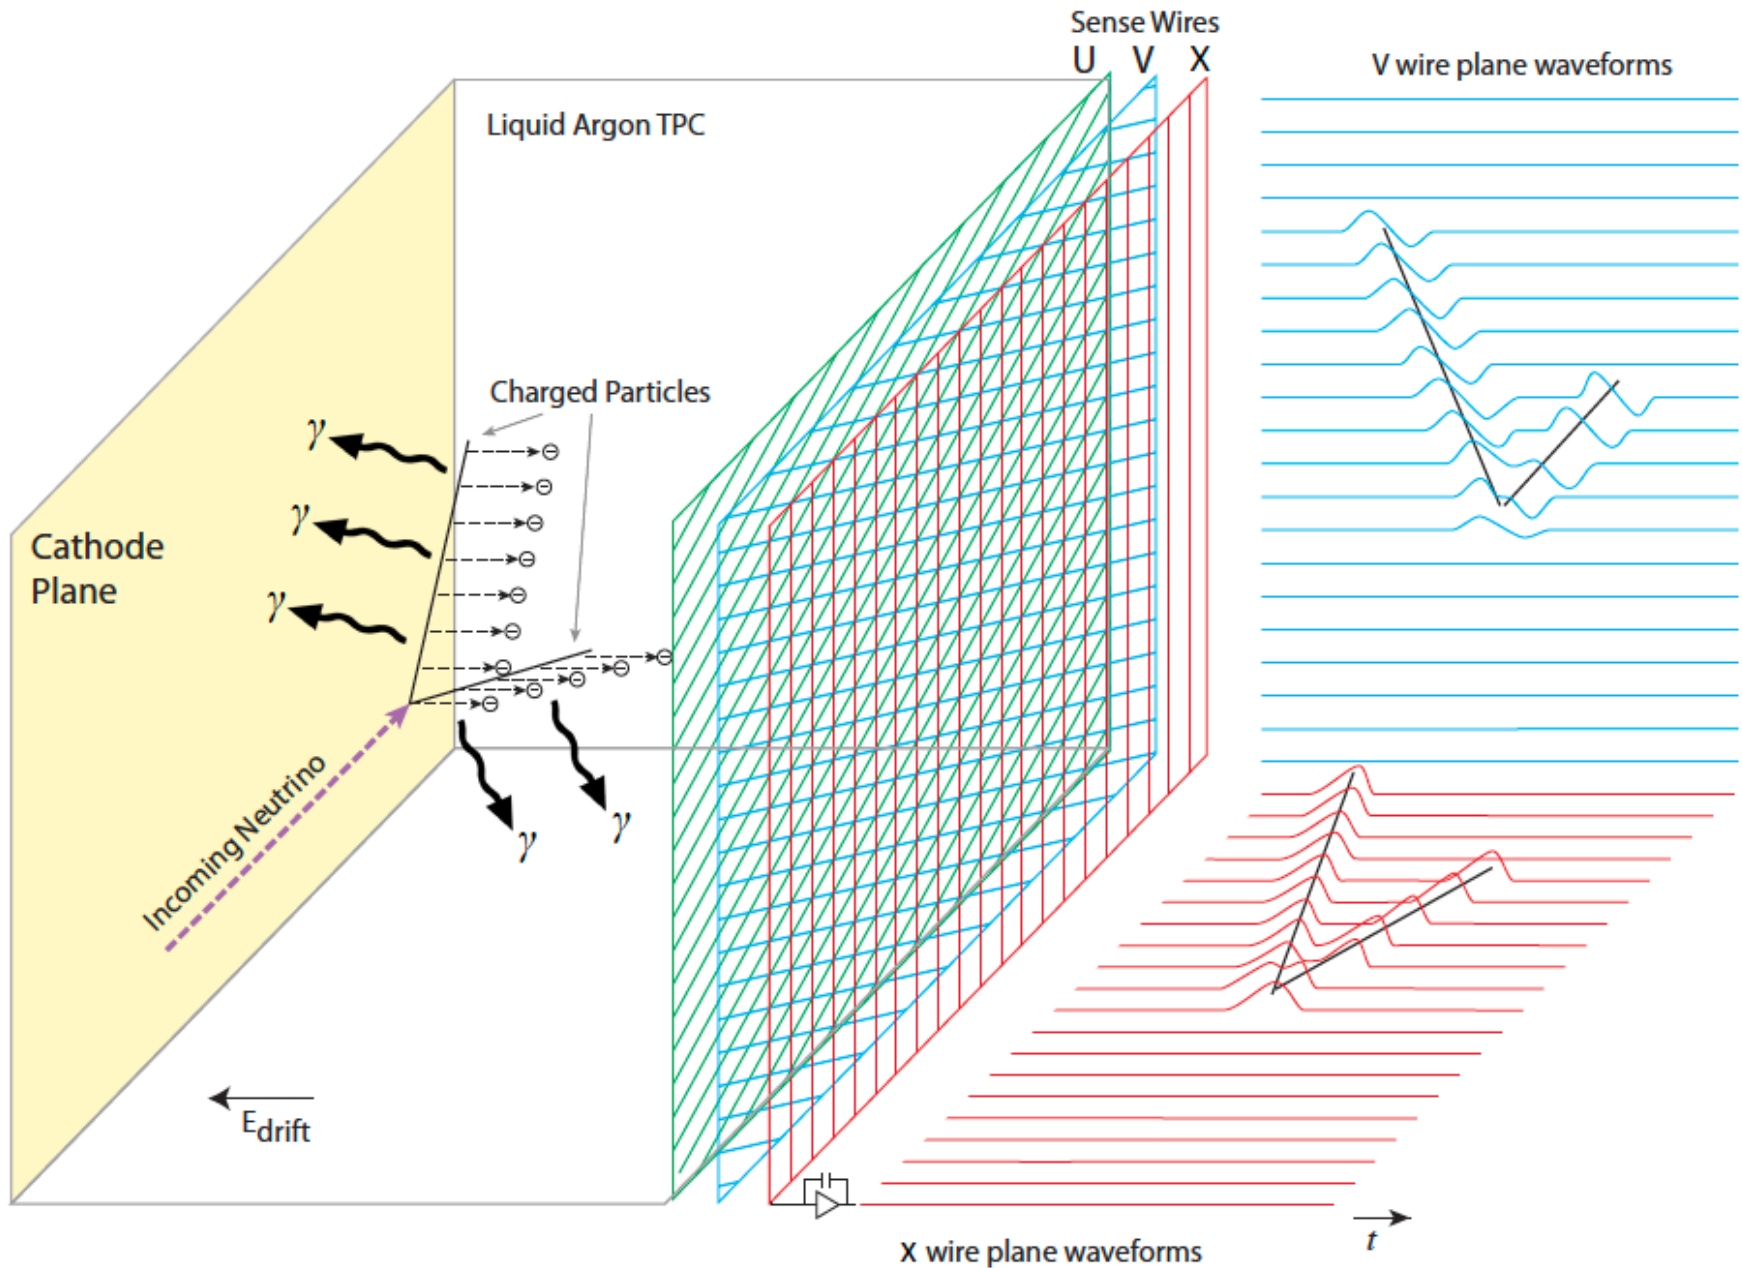 Sense Wires
U V X
V wire plane waveforms
Liquid Argon TPC
Charged Particles
γ
γ
γ
Cathode
Plane
γ
γ
Incoming Neutrino
Edrift
t
X wire plane waveforms